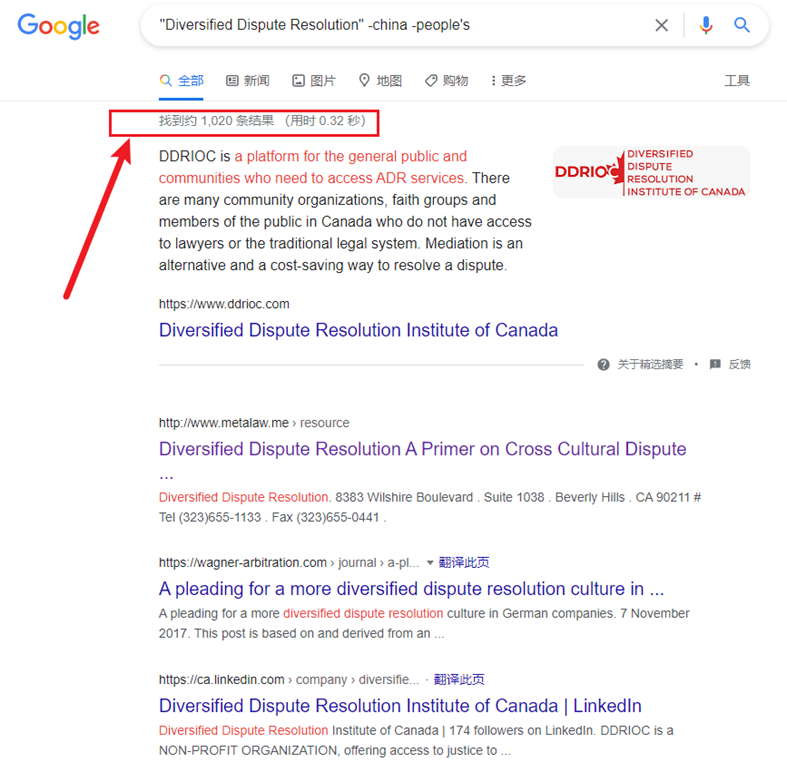 Google
"Diversified Dispute Resolution" -china -people's
全部 新闻 图片 地图 购物 更多 工具
找到约 1,020 条结果 （用时 0.32 秒）
DDRIOC is a platform for the general public and
communities who need to access ADR services. There
are many community organizations, faith groups and
members of the public in Canada who do not have access
to lawyers or the traditional legal system. Mediation is an
alternative and a cost-saving way to resolve a dispute.
DDRIOC
DIVERSIFIED
DISPUTE
RESOLUTION
INSTITUTE OF CANADA
https://www.ddrioc.com
Diversified Dispute Resolution Institute of Canada
关于精选摘要 • 反馈
http://www.metalaw.me › resource
Diversified Dispute Resolution A Primer on Cross Cultural Dispute
...
Diversified Dispute Resolution. 8383 Wilshire Boulevard . Suite 1038 . Beverly Hills . CA 90211 #
Tel (323)655-1133 . Fax (323)655-0441 .
https://wagner-arbitration.com › journal › a-pl... 翻译此页
A pleading for a more diversified dispute resolution culture in ...
A pleading for a more diversified dispute resolution culture in German companies. 7 November
2017. This post is based on and derived from an ...
https://ca.linkedin.com › company › diversifie... · 翻译此页
Diversified Dispute Resolution Institute of Canada | LinkedIn
Diversified Dispute Resolution Institute of Canada | 174 followers on LinkedIn. DDRIOC is a
NON-PROFIT ORGANIZATION, offering access to justice to ...